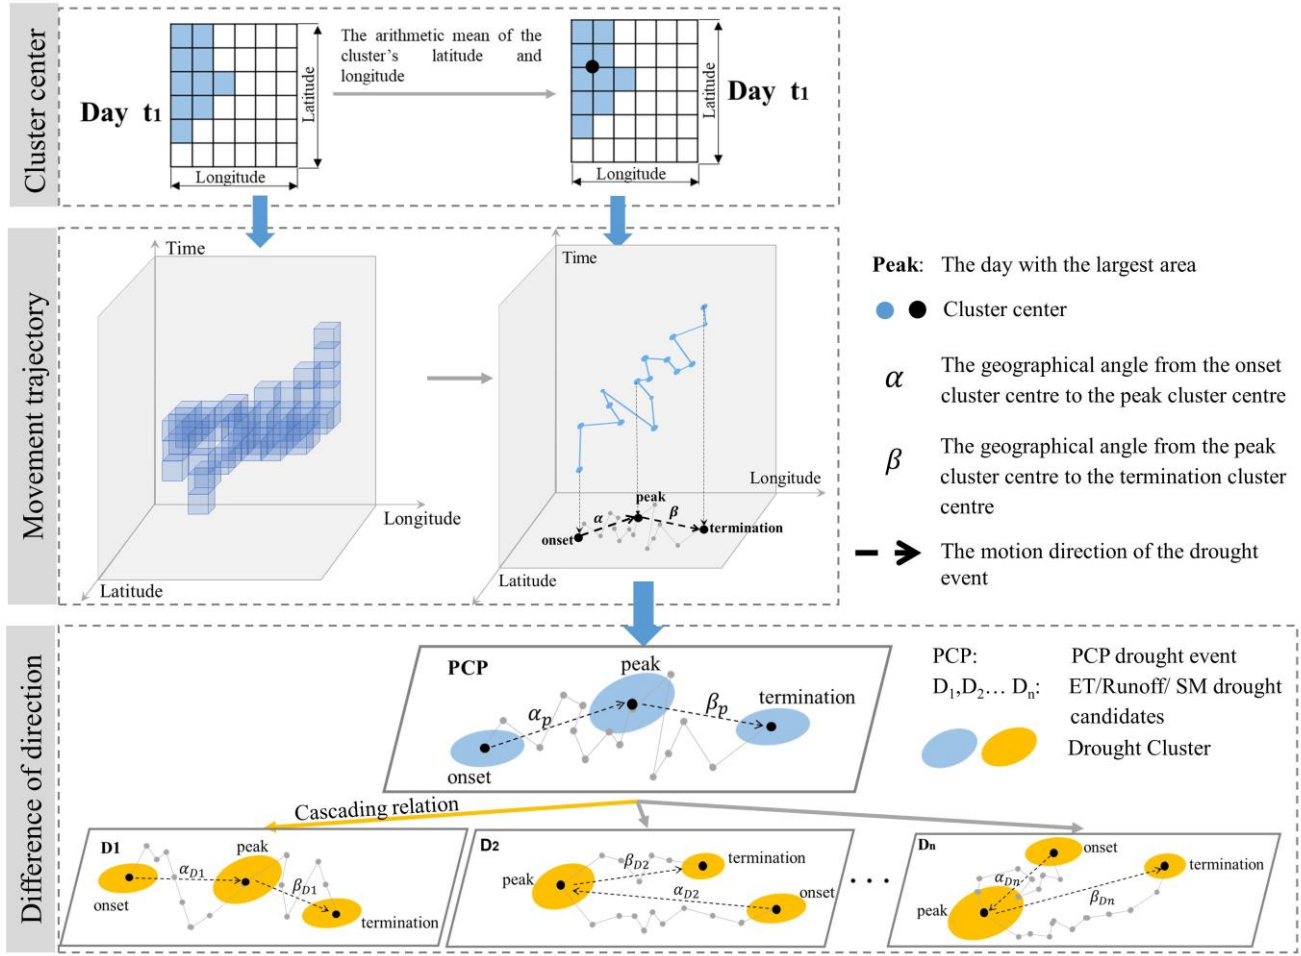 Cluster center
Day t1
Latitude
Longitude
The arithmetic mean of the
cluster's latitude and
longitude
Latitude
Longitude
Day t1
Movement trajectory
Time
Longitude
Latitude
Time
Longitude
Latitude
onset
α
peak
β
termination
Peak: The day with the largest area
Cluster center
α The geographical angle from the onset
cluster centre to the peak cluster centre
β The geographical angle from the peak
cluster centre to the termination cluster
centre
The motion direction of the drought
event
Difference of direction
PCP
peak
termination
onset
αp
βp
PCP: PCP drought event
D1,D2… Dn: ET/Runoff/ SM drought
candidates
Drought Cluster
Cascading relation
D1
peak
onset
αD1
βD1
termination
D2
peak
βD2
termination
αD2
onset
. . .
Dn
onset
αDn
termination
βDn
peak